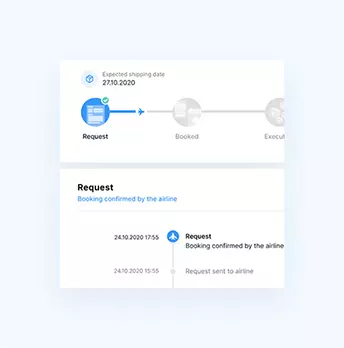 Expected shipping date
27.10.2020
Request
Booked
Execut
Request
Booking confirmed by the airline
24.10.2020 17:55
Request
Booking confirmed by the airline
24.10.2020 15:55
Request sent to airline